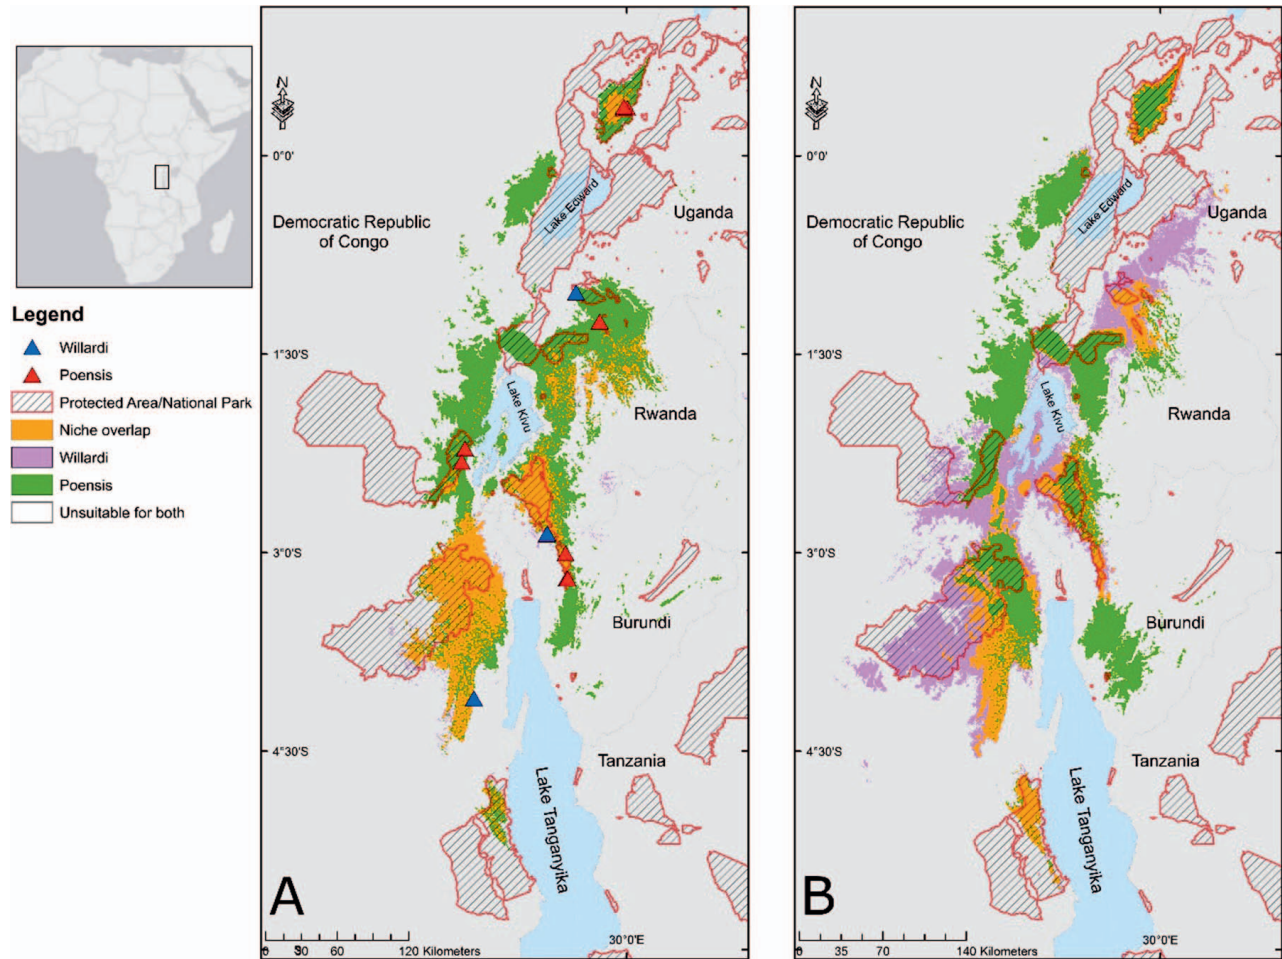 N
0°0'
Lake Edward
Uganda
Democratic Republic
of Congo
1°30'S
Lake Kivu
Rwanda
3°0'S
Burundi
4°30'S
Tanzania
Lake Tanganyika
A
0 30 60 120 Kilometers
30°0'E
Legend
Willardi
Poensis
Protected Area/National Park
Niche overlap
Willardi
Poensis
Unsuitable for both
N
0°0'
Lake Edward
Uganda
Democratic Republic
of Congo
1°30'S
Lake Kivu
Rwanda
3°0'S
Burundi
4°30'S
Tanzania
Lake Tanganyika
B
0 35 70 140 Kilometers
30°0'E